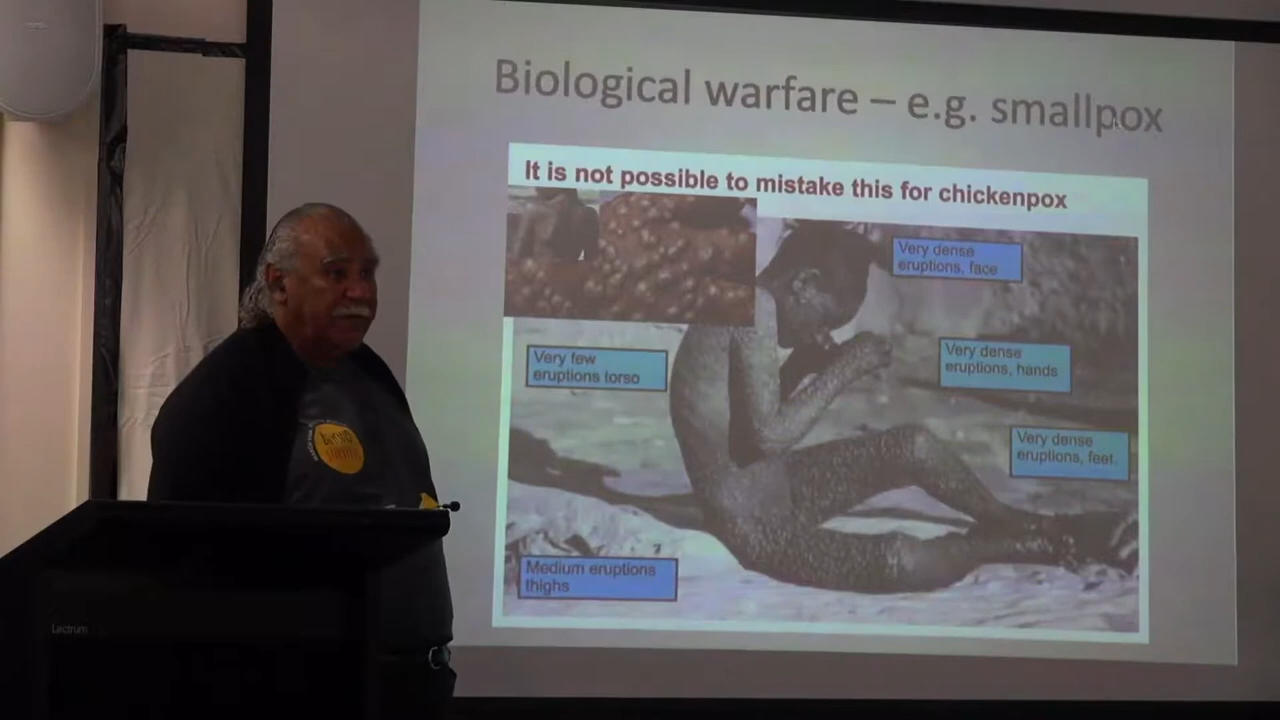 Biological warfare – e.g. smallpox
It is not possible to mistake this for chickenpox
Very dense
eruptions, face
Very few
eruptions torso
Very dense
eruptions, hands
Very dense
eruptions, feet.
Medium eruptions
thighs
Lectrum